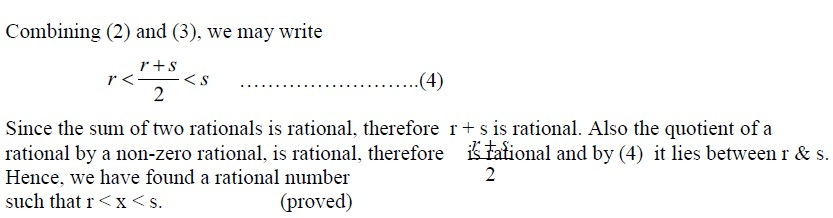 Combining (2) and (3), we may write
r < (r + s)/2 < s ............................(4)
Since the sum of two rationals is rational, therefore r + s is rational. Also the quotient of a
rational by a non-zero rational, is rational, therefore (r + s)/2 is rational and by (4) it lies between r & s.
Hence, we have found a rational number
such that r < x < s. (proved)